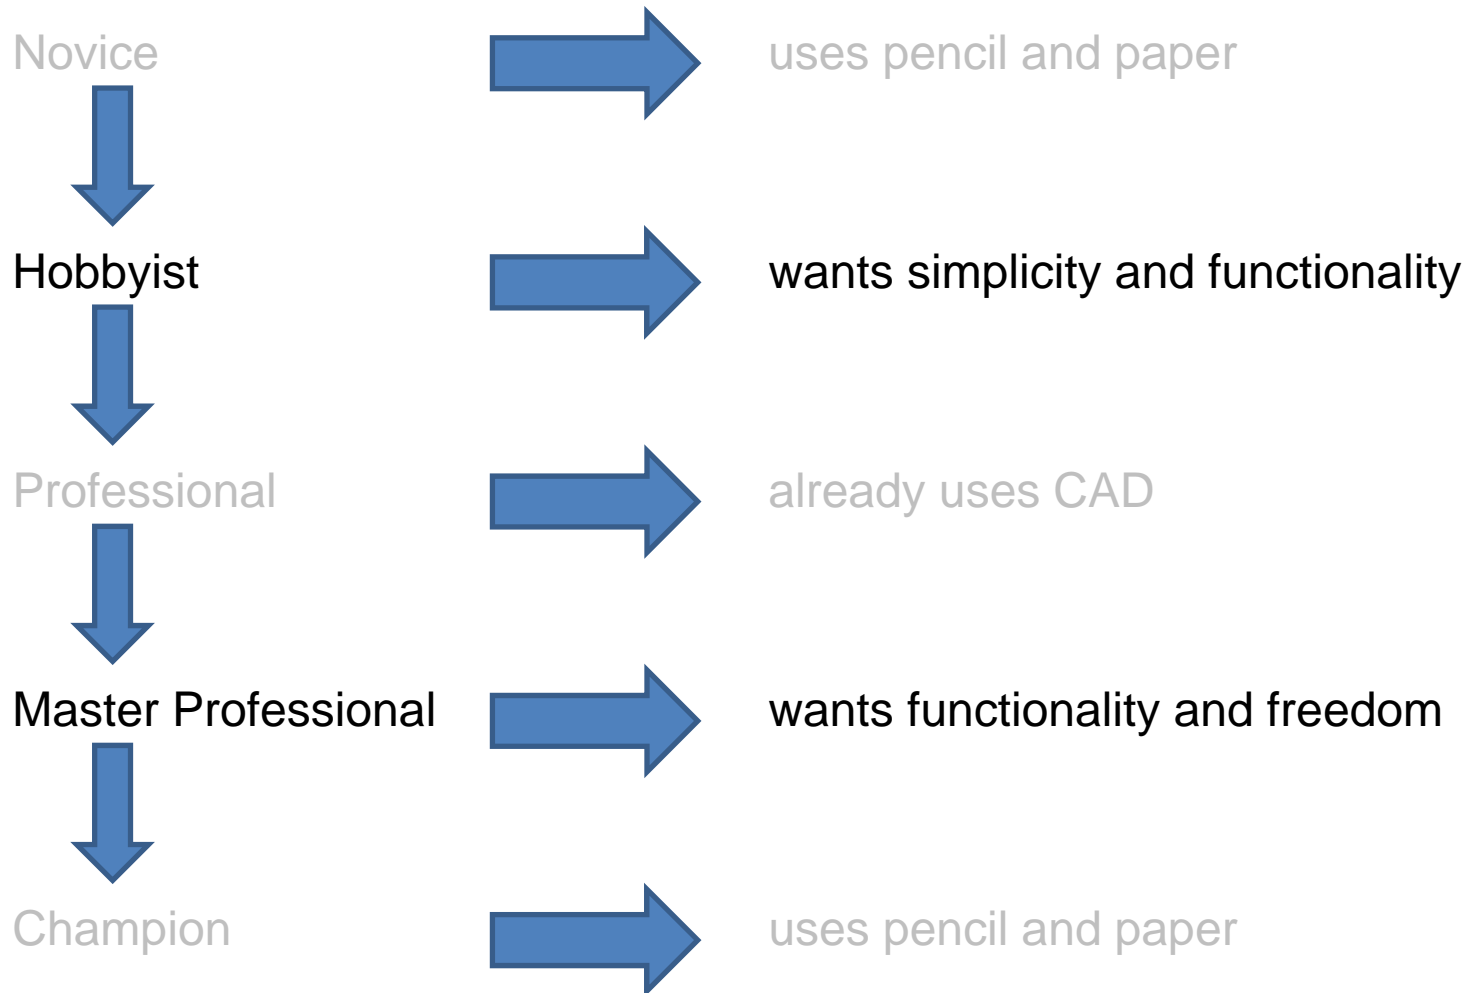 Novice
uses pencil and paper
Hobbyist
wants simplicity and functionality
Professional
already uses CAD
Master Professional
wants functionality and freedom
Champion
uses pencil and paper